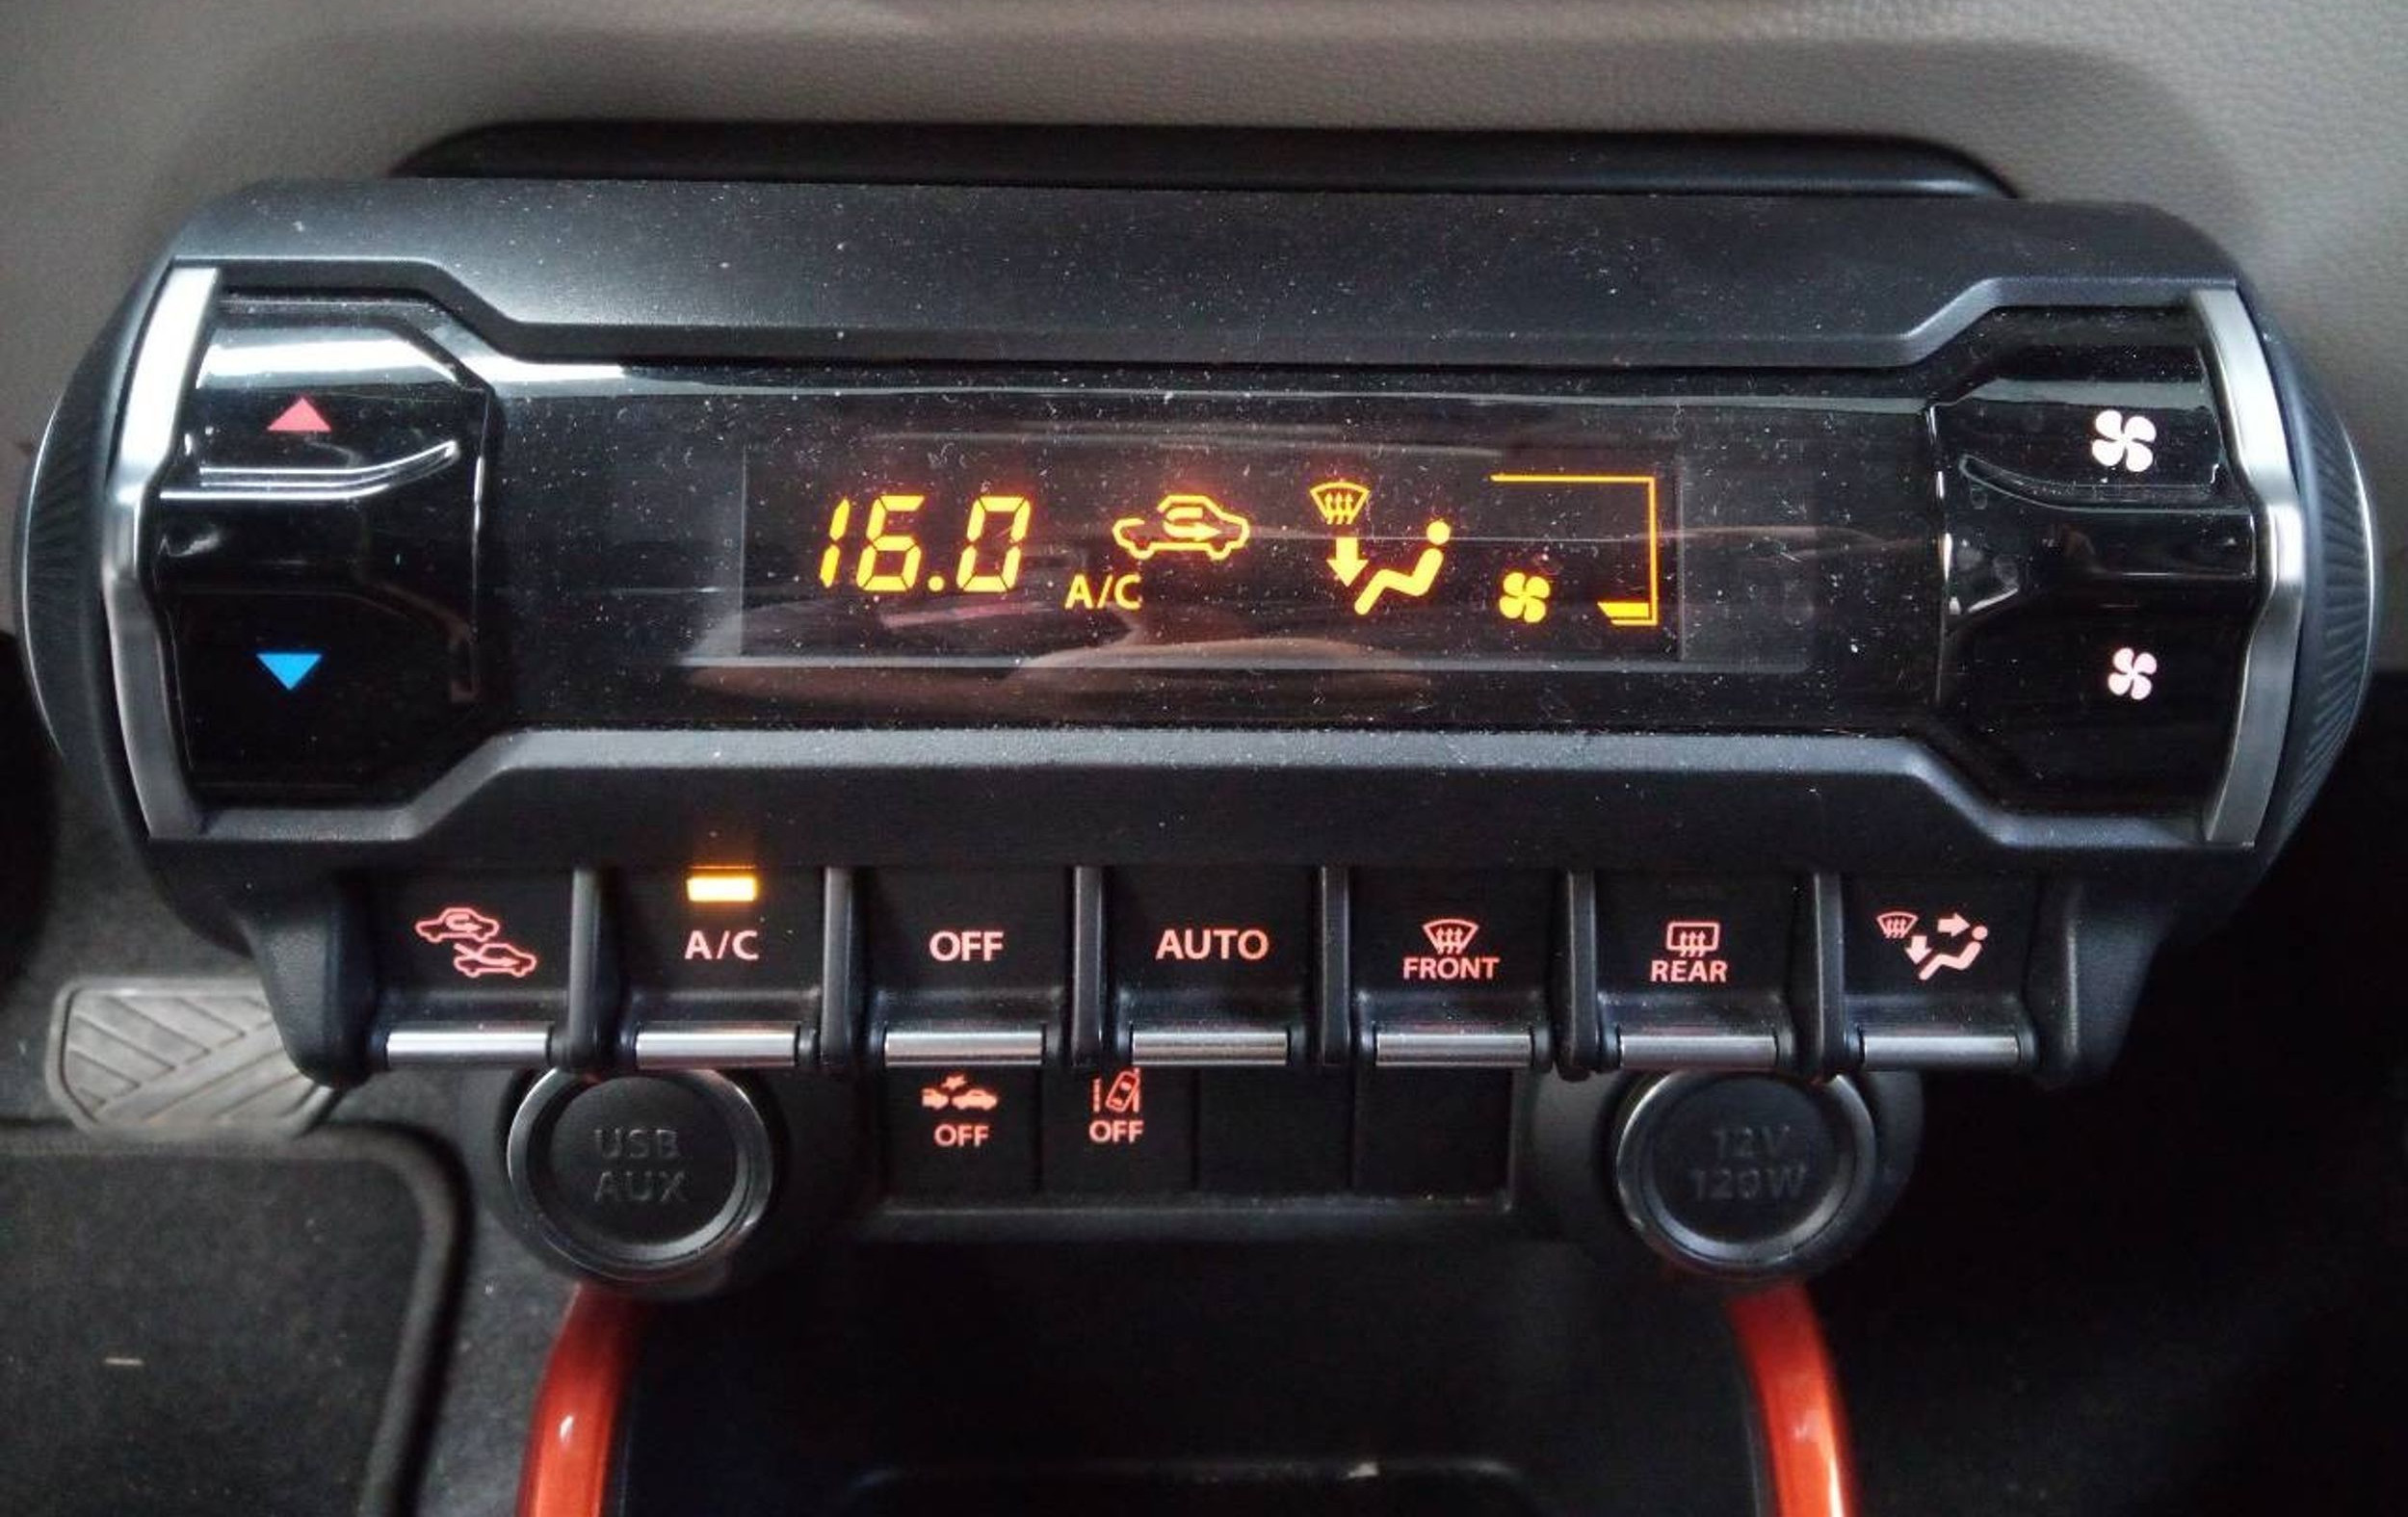 16.0
A/C
A/C
OFF
AUTO
FRONT
REAR
OFF
OFF
USB
AUX
12V
120W